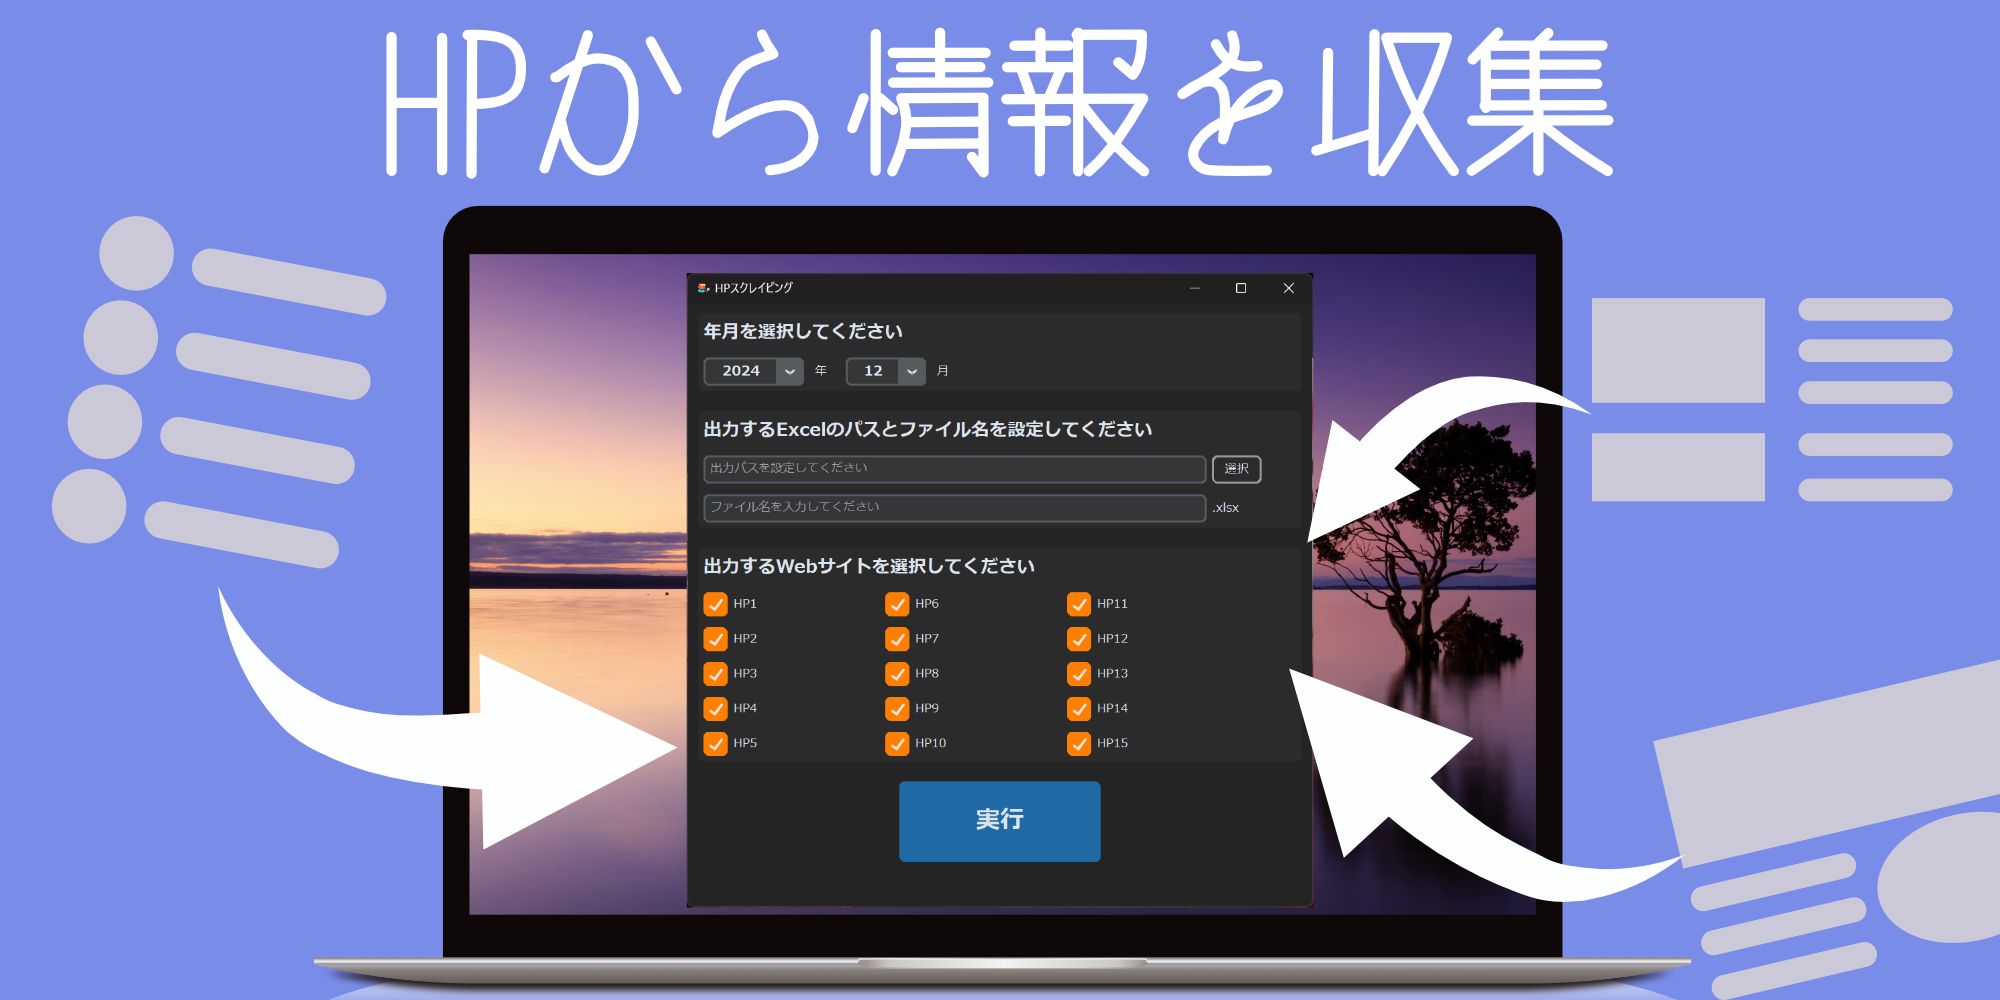 HPから情報を収集
HPスクレイピング
年月を選択してください
2024 年 12 月
出力するExcelのパスとファイル名を設定してください
出力パスを設定してください 選択
ファイル名を入力してください .xlsx
出力するWebサイトを選択してください
HP1 HP6 HP11
HP2 HP7 HP12
HP3 HP8 HP13
HP4 HP9 HP14
HP5 HP10 HP15
実行